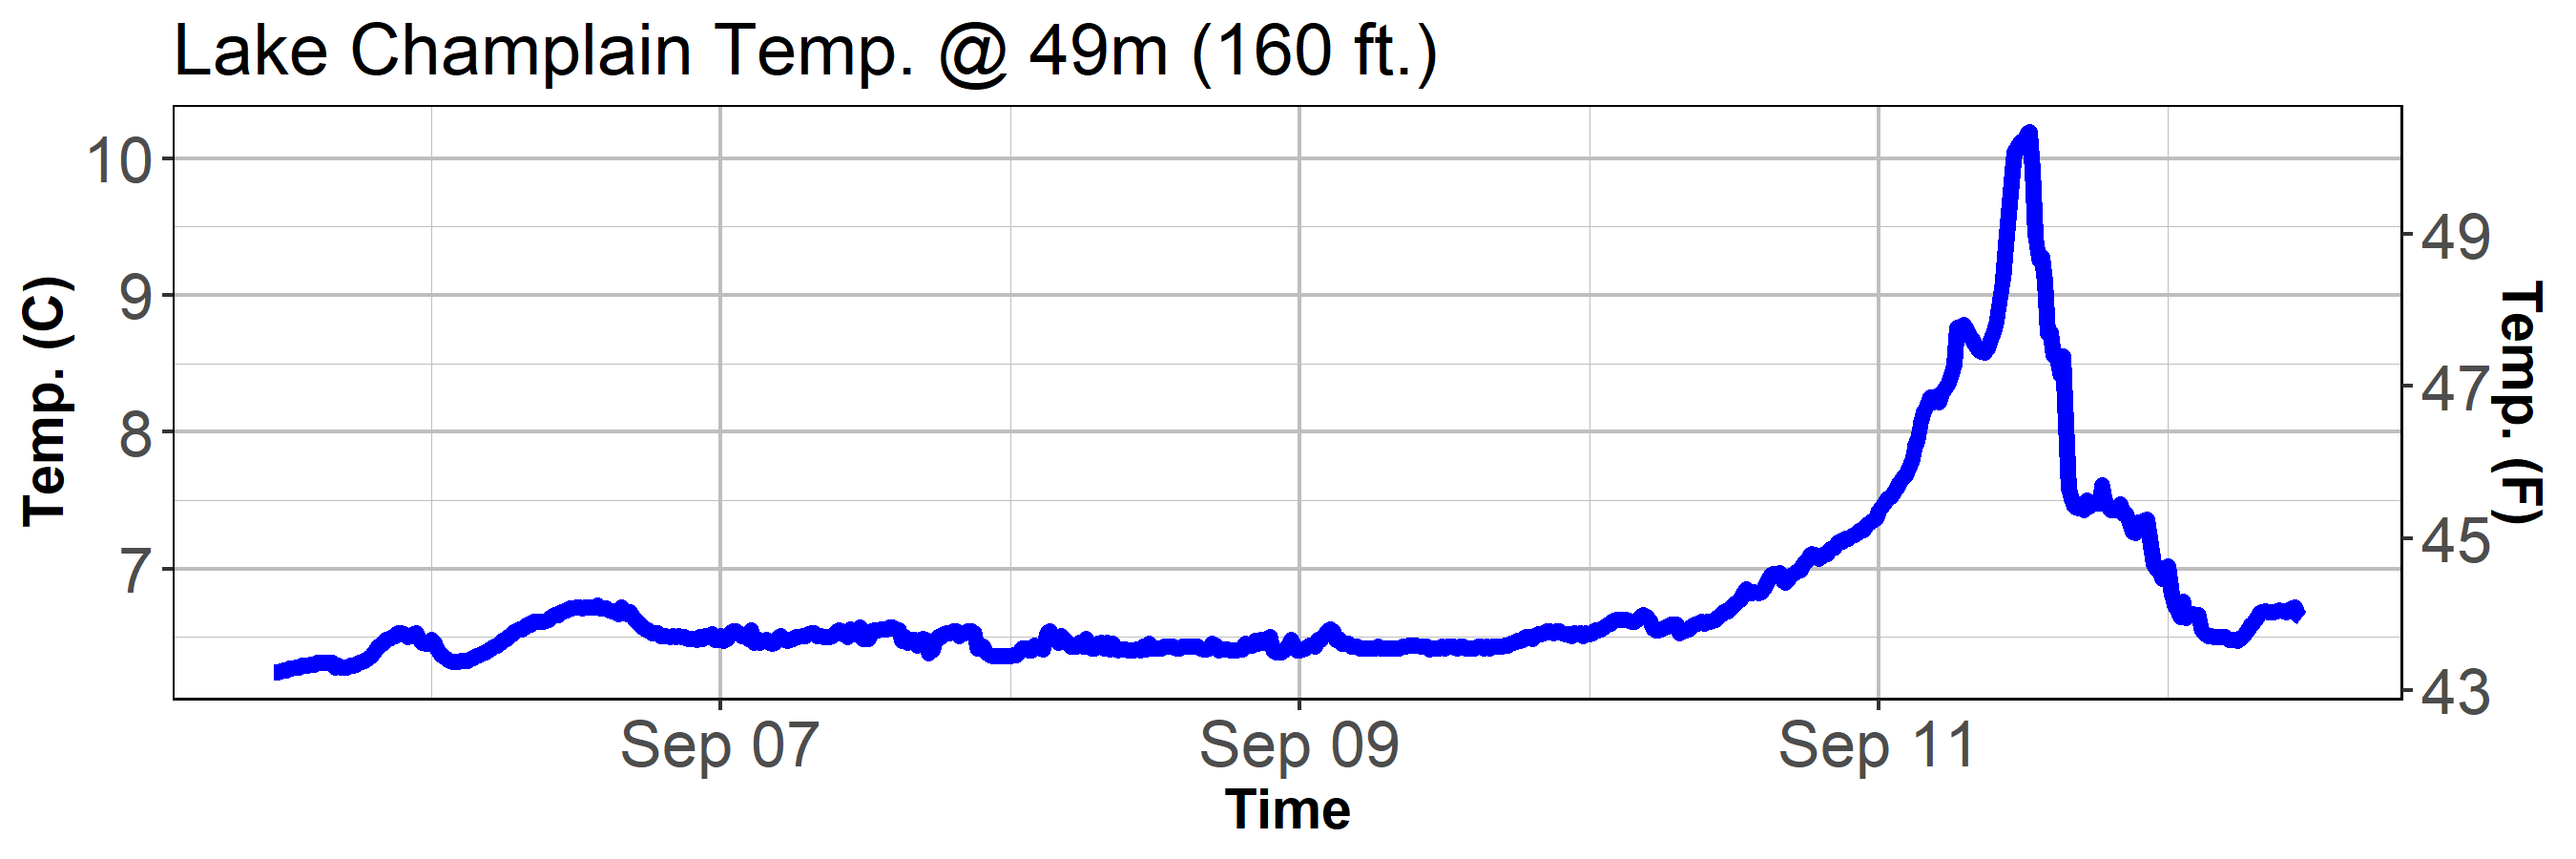 Lake Champlain Temp. @ 49m (160 ft.)
Temp. (C)
10
9
8
7
49
47
45
43
Temp. (F)
Sep 07
Sep 09
Sep 11
Time